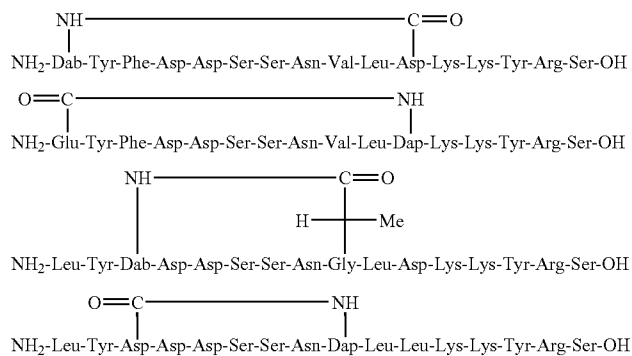 NH C=O
NH2-Dab-Tyr-Phe-Asp-Asp-Ser-Ser-Asn-Val-Leu-Asp-Lys-Lys-Tyr-Arg-Ser-OH
O=C NH
NH2-Glu-Tyr-Phe-Asp-Asp-Ser-Ser-Asn-Val-Leu-Dap-Lys-Lys-Tyr-Arg-Ser-OH
NH C=O
H Me
NH2-Leu-Tyr-Dab-Asp-Asp-Ser-Ser-Asn-Gly-Leu-Asp-Lys-Lys-Tyr-Arg-Ser-OH
O=C NH
NH2-Leu-Tyr-Asp-Asp-Asp-Ser-Ser-Asn-Dap-Leu-Leu-Lys-Lys-Tyr-Arg-Ser-OH